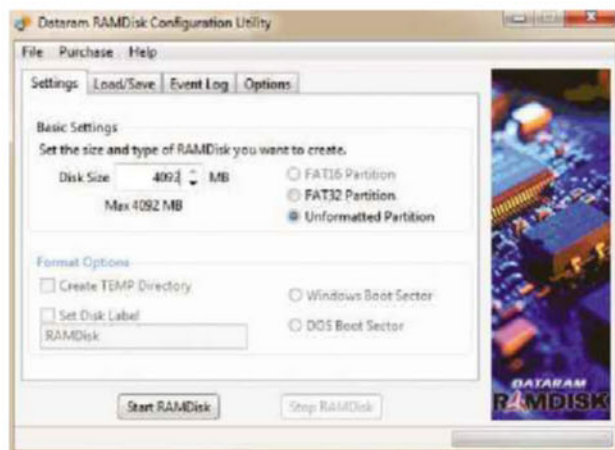 Dataram RAMDisk Configuration Utility
File Purchase Help
Settings Load/Save Event Log Options
Basic Settings
Set the size and type of RAMDisk you want to create.
Disk Size 4092 MB
Max 4092 MB
FAT16 Partition
FAT32 Partition
Unformatted Partition
Format Options
Create TEMP Directory
Set Disk Label
RAMDisk
Windows Boot Sector
DOS Boot Sector
Start RAMDisk Stop RAMDisk
DATARAM
RAMDISK